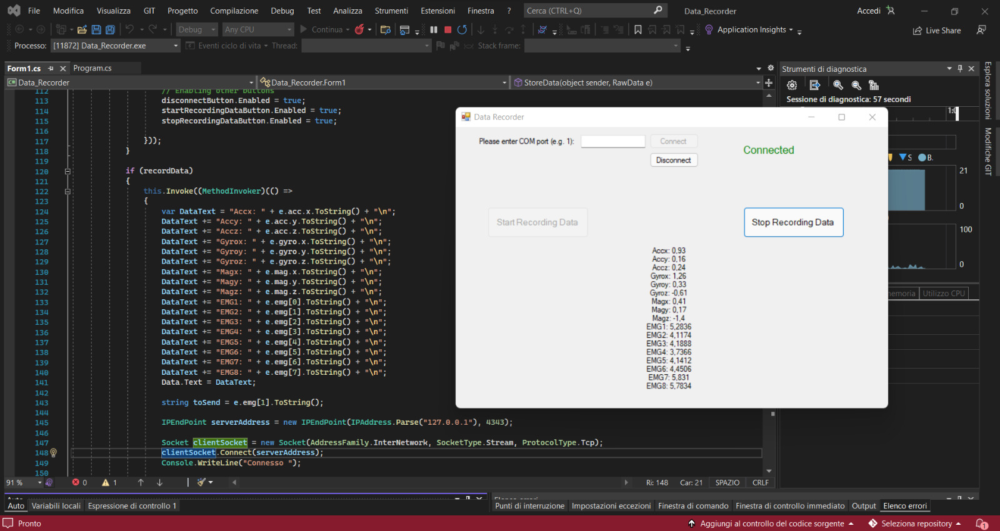 File Modifica Visualizza GIT Progetto Compilazione Debug Test Analizza Strumenti Estensioni Finestra ? Cerca (CTRL+Q) Data_Recorder Accedi
Debug Any CPU Continua Application Insights Live Share
Processo: [11872] Data_Recorder.exe Eventi ciclo di vita Thread: Stack frame:
Form1.cs Program.cs
Data_Recorder Data_Recorder.Form1 StoreData(object sender, RawData e)
112 // Enabling other buttons
113 disconnectButton.Enabled = true;
114 startRecordingDataButton.Enabled = true;
115 stopRecordingDataButton.Enabled = true;
116
117 }));
118 }
119
120 if (recordData)
121 {
122 this.Invoke((MethodInvoker)(() =>
123 {
124 var DataText = "Accx: " + e.acc.x.ToString() + "\n";
125 DataText += "Accy: " + e.acc.y.ToString() + "\n";
126 DataText += "Accz: " + e.acc.z.ToString() + "\n";
127 DataText += "Gyrox: " + e.gyro.x.ToString() + "\n";
128 DataText += "Gyroy: " + e.gyro.y.ToString() + "\n";
129 DataText += "Gyroz: " + e.gyro.z.ToString() + "\n";
130 DataText += "Magx: " + e.mag.x.ToString() + "\n";
131 DataText += "Magy: " + e.mag.y.ToString() + "\n";
132 DataText += "Magz: " + e.mag.z.ToString() + "\n";
133 DataText += "EMG1: " + e.emg[0].ToString() + "\n";
134 DataText += "EMG2: " + e.emg[1].ToString() + "\n";
135 DataText += "EMG3: " + e.emg[2].ToString() + "\n";
136 DataText += "EMG4: " + e.emg[3].ToString() + "\n";
137 DataText += "EMG5: " + e.emg[4].ToString() + "\n";
138 DataText += "EMG6: " + e.emg[5].ToString() + "\n";
139 DataText += "EMG7: " + e.emg[6].ToString() + "\n";
140 DataText += "EMG8: " + e.emg[7].ToString() + "\n";
141 Data.Text = DataText;
142
143 string toSend = e.emg[1].ToString();
144
145 IPEndPoint serverAddress = new IPEndPoint(IPAddress.Parse("127.0.0.1"), 4343);
146
147 Socket clientSocket = new Socket(AddressFamily.InterNetwork, SocketType.Stream, ProtocolType.Tcp);
148 clientSocket.Connect(serverAddress);
149 Console.WriteLine("Connesso ");
150
Data Recorder
Please enter COM port (e.g. 1): Connect
Disconnect
Connected
Start Recording Data
Stop Recording Data
Accx: 0,93
Accy: 0,16
Accz: 0,24
Gyrox: 1,26
Gyroy: 0,33
Gyroz: -0,61
Magx: 0,41
Magy: 0,17
Magz: -1,4
EMG1: 5,2836
EMG2: 4,1174
EMG3: 4,1888
EMG4: 3,7366
EMG5: 4,1412
EMG6: 4,4506
EMG7: 5,831
EMG8: 5,7834
Strumenti di diagnostica
Sessione di diagnostica: 57 secondi
S B.
21
0
100
0
memoria Utilizzo CPU
Esplora soluzioni
Modifiche GIT
91 % 0 1 Ri: 148 Car: 21 SPAZIO CRLF
Auto Variabili locali Espressione di controllo 1
Punti di interruzione Impostazioni eccezioni Finestra di comando Finestra di controllo immediato Output Elenco errori
Pronto Aggiungi al controllo del codice sorgente Seleziona repository 1